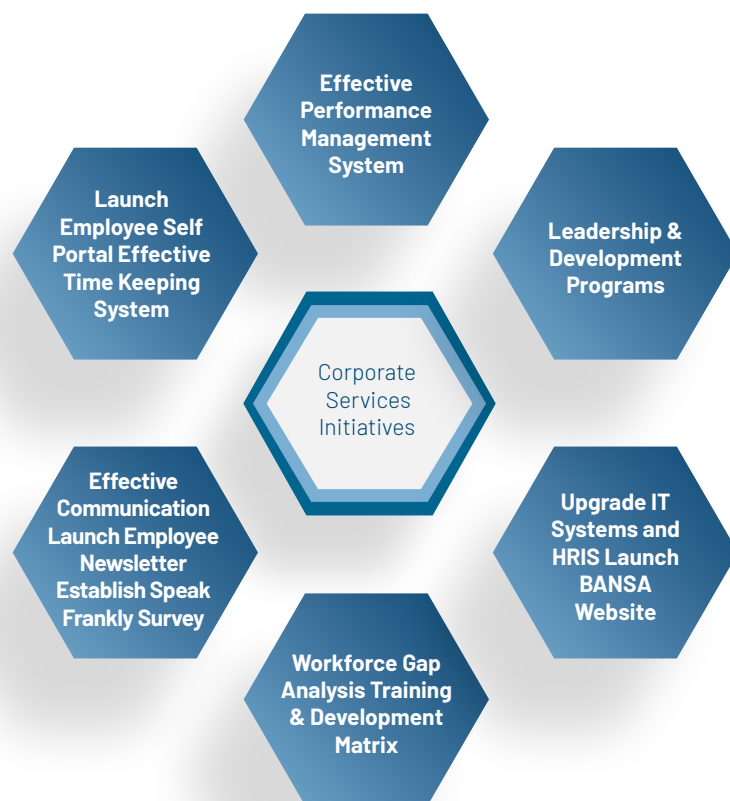 Effective
Performance
Management
System
Launch
Employee Self
Portal Effective
Time Keeping
System
Leadership &
Development
Programs
Corporate
Services
Initiatives
Effective
Communication
Launch Employee
Newsletter
Establish Speak
Frankly Survey
Upgrade IT
Systems and
HRIS Launch
BANSA
Website
Workforce Gap
Analysis Training
& Development
Matrix